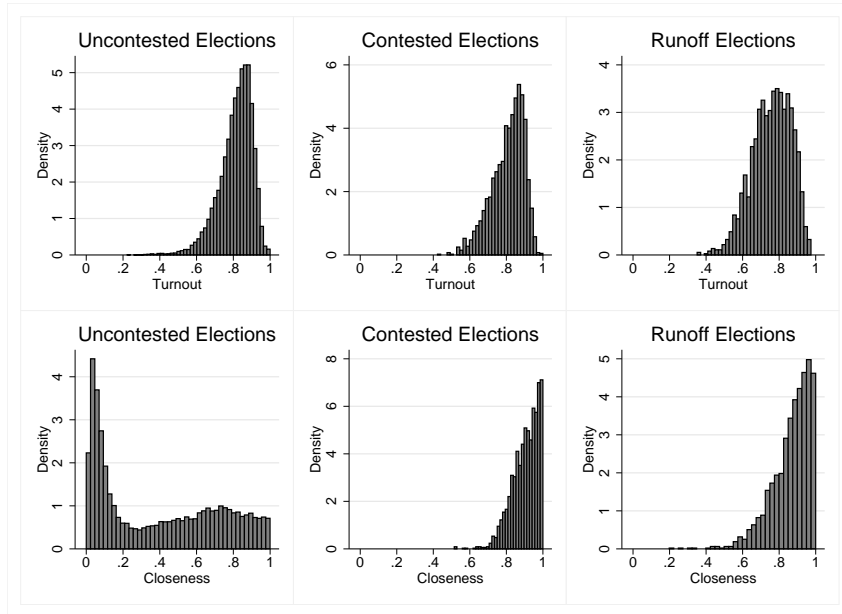 Uncontested Elections
Contested Elections
Runoff Elections
Density
0 1 2 3 4 5
0 .2 .4 .6 .8 1
Turnout
Density
0 2 4 6
0 .2 .4 .6 .8 1
Turnout
Density
0 1 2 3 4
0 .2 .4 .6 .8 1
Turnout
Uncontested Elections
Contested Elections
Runoff Elections
Density
0 1 2 3 4
0 .2 .4 .6 .8 1
Closeness
Density
0 2 4 6 8
0 .2 .4 .6 .8 1
Closeness
Density
0 1 2 3 4 5
0 .2 .4 .6 .8 1
Closeness